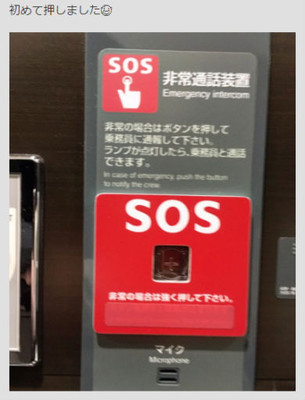 初めて押しました😆
SOS
非常通話装置
Emergency intercom
非常の場合はボタンを押して
乗務員に通報して下さい。
ランプが点灯したら、乗務員と通話
できます。
In case of emergency, push the button
to notify the crew.
SOS
非常の場合は強く押して下さい。
マイク
Microphone